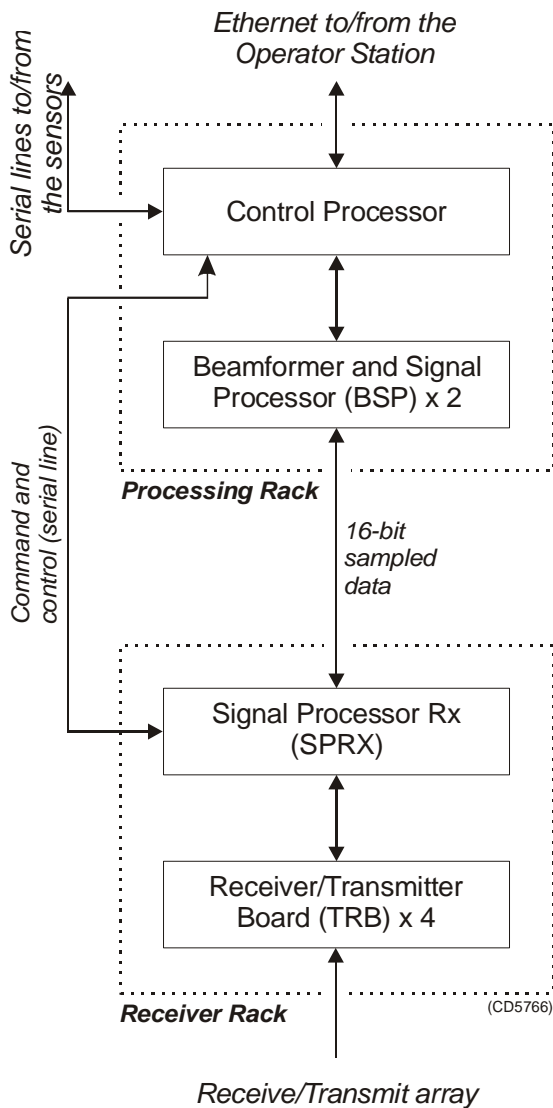 Ethernet to/from the
Operator Station
Serial lines to/from
the sensors
Control Processor
Beamformer and Signal
Processor (BSP) x 2
Processing Rack
Command and
control (serial line)
16-bit
sampled
data
Signal Processor Rx
(SPRX)
Receiver/Transmitter
Board (TRB) x 4
Receiver Rack
(CD5766)
Receive/Transmit array